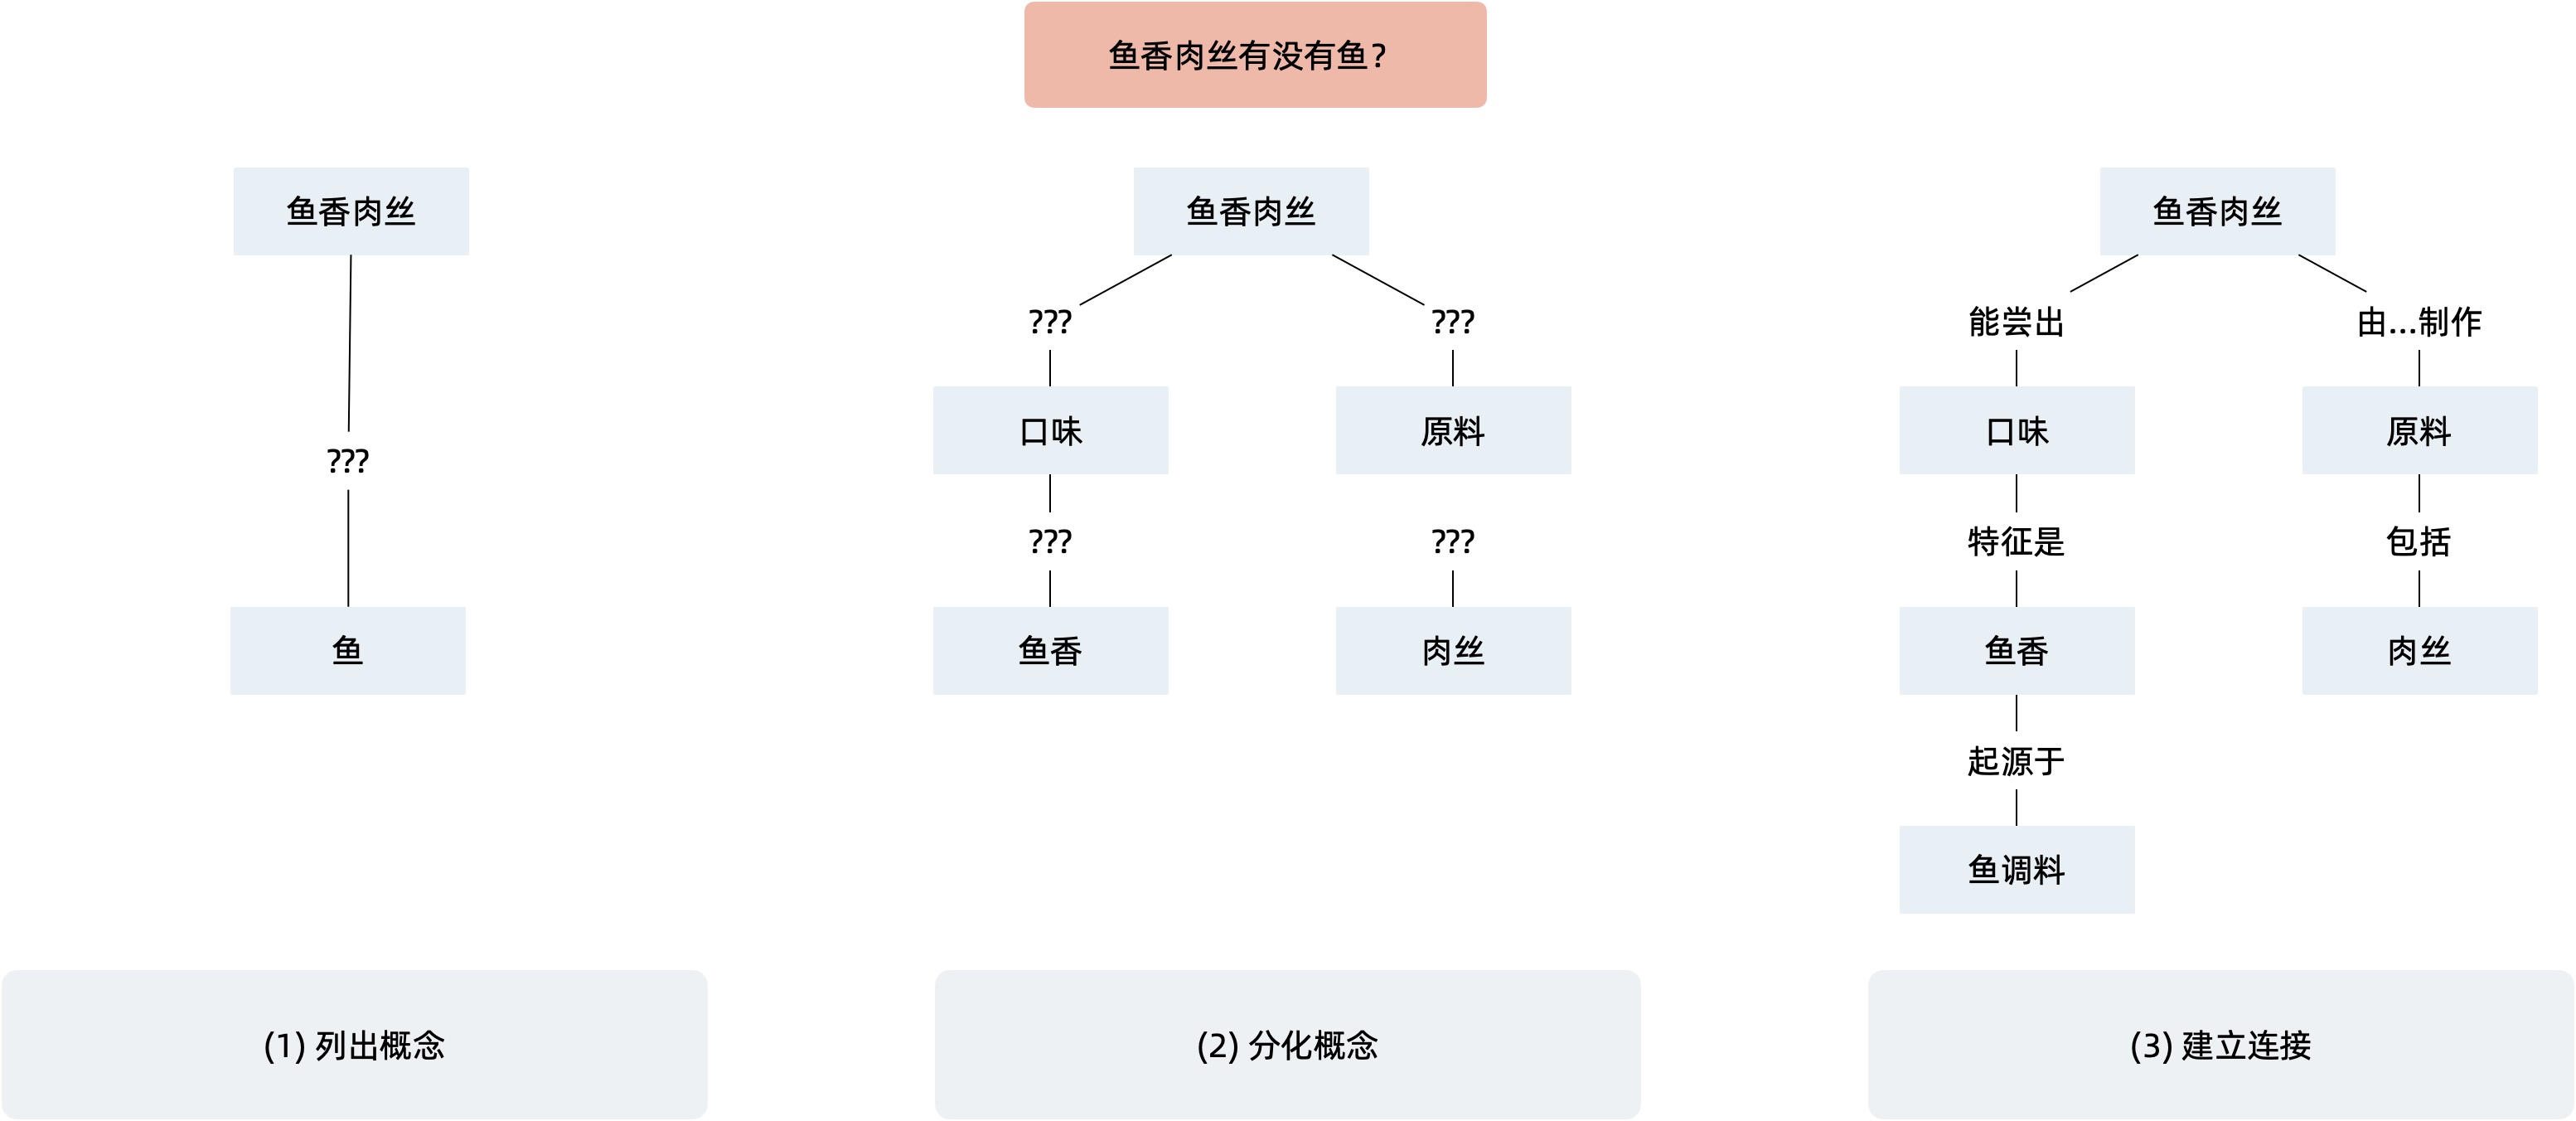 鱼香肉丝有没有鱼？
鱼香肉丝
???
鱼
(1) 列出概念
鱼香肉丝
???
???
口味
原料
???
???
鱼香
肉丝
(2) 分化概念
鱼香肉丝
能尝出
由...制作
口味
原料
特征是
包括
鱼香
肉丝
起源于
鱼调料
(3) 建立连接